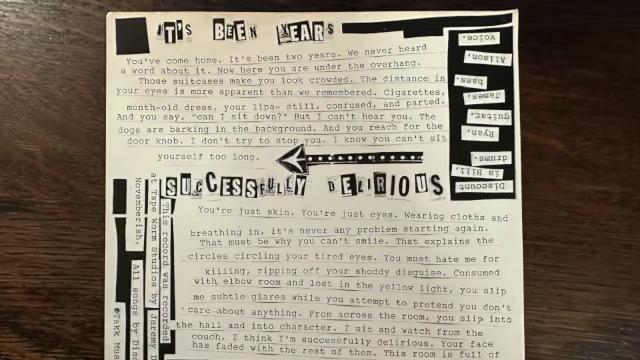 IT'S BEEN YEARS
You've come home. It's been two years. We never heard
a word about it. Now here you are under the overhang.
Those suitcases make you look crowded. The distance in
your eyes is more apparent than we remembered. Cigarettes,
month-old dress, your lips- still, confused, and parted.
And you say, "can I sit down?" But I can't hear you. The
dogs are barking in the background. And you reach for the
door knob. I don't try to stop you. I know you can't sit
yourself too long.
SUCCESSFULLY DELIRIOUS
You're just skin. You're just eyes. Wearing cloths and
breathing in, it's never any problem starting again.
That must be why you can't smile. That explains the
circles circling your tired eyes. You must hate me for
killing, ripping off your shoddy disguise. Consumed
with elbow room and lost in the yellow light, you slip
me subtle glares while you attempt to pretend you don't
care about anything. From across the room, you slip into
the hall and into character. I sit and watch from the
couch. I think I'm successfully delirious. Your face
has faded with the rest of them. This room is full of
Discount
is Bill,
drums.
Ryan,
guitar.
James,
bass.
Allison,
voice.
This record was recorded
at Tape Worm Studios by Jeremy D
Novemberish. All songs by Disc
©Takk Mus